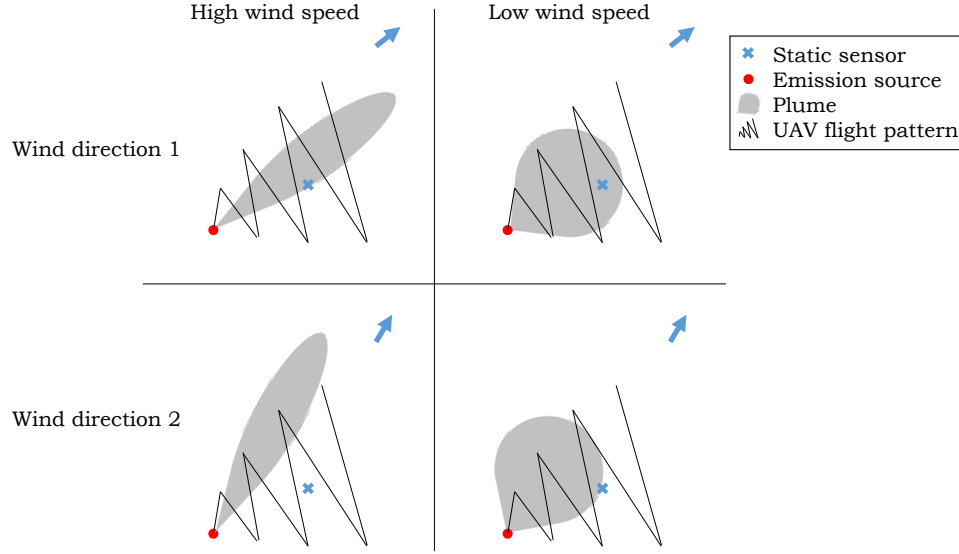 High wind speed
Low wind speed
Static sensor
Emission source
Plume
UAV flight pattern
Wind direction 1
Wind direction 2